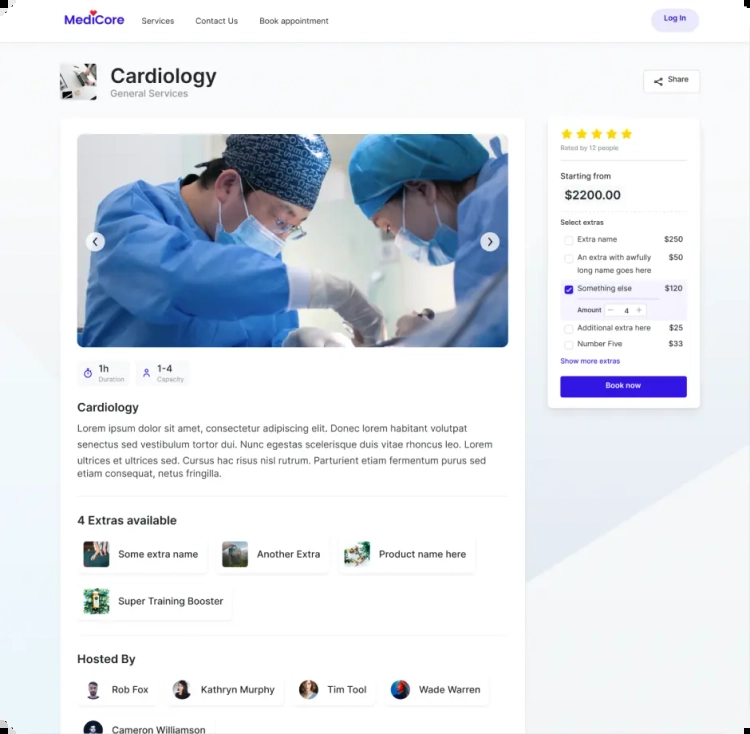 MediCore
Services
Contact Us
Book appointment
Log In
Cardiology
General Services
Share
Rated by 12 people
Starting from
$2200.00
Select extras
Extra name $250
An extra with awfully $50
long name goes here
Something else $120
Amount − 4 +
Additional extra here $25
Number Five $33
Show more extras
Book now
1h
Duration
1-4
Capacity
Cardiology
Lorem ipsum dolor sit amet, consectetur adipiscing elit. Donec lorem habitant volutpat
senectus sed vestibulum tortor dui. Nunc egestas scelerisque duis vitae rhoncus leo. Lorem
ultrices et ultrices sed. Cursus hac risus nisl rutrum. Parturient etiam fermentum purus sed
etiam consequat, netus fringilla.
4 Extras available
Some extra name
Another Extra
Product name here
Super Training Booster
Hosted By
Rob Fox
Kathryn Murphy
Tim Tool
Wade Warren
Cameron Williamson